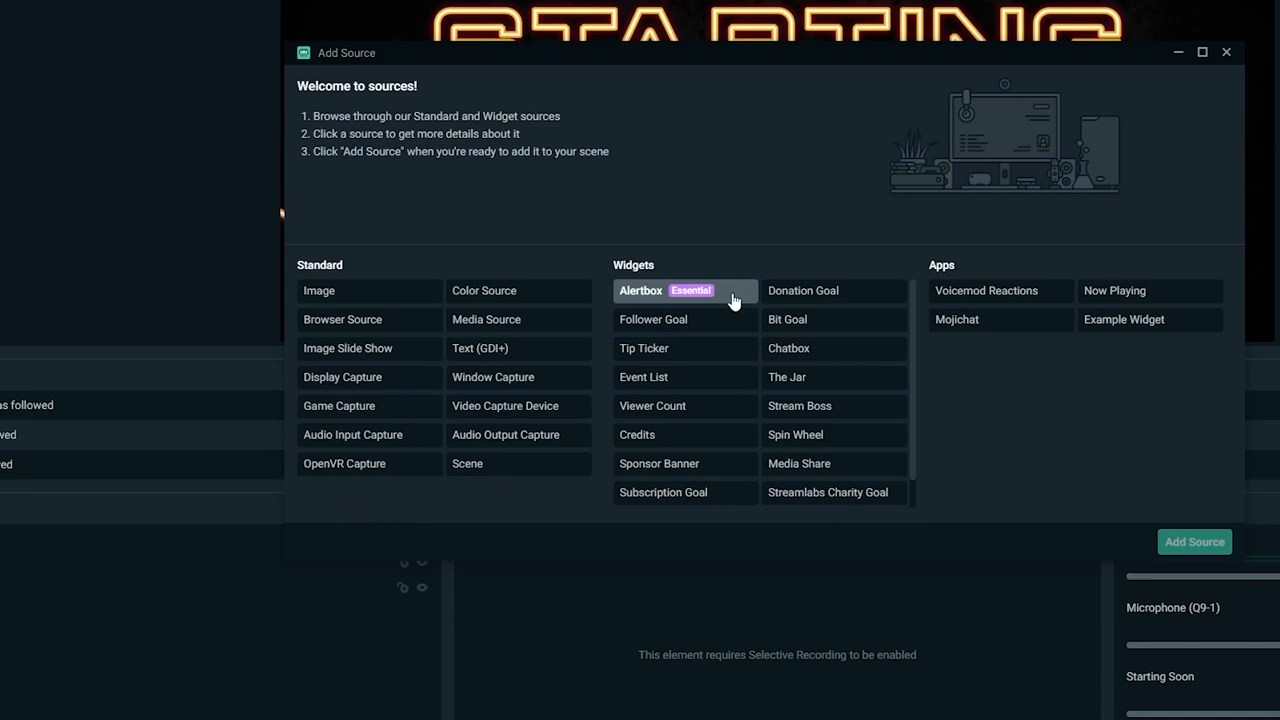 STARTING
Add Source
Welcome to sources!
1. Browse through our Standard and Widget sources
2. Click a source to get more details about it
3. Click "Add Source" when you're ready to add it to your scene
Standard
Widgets
Apps
Image
Color Source
Alertbox Essential
Donation Goal
Voicemod Reactions
Now Playing
Browser Source
Media Source
Follower Goal
Bit Goal
Mojichat
Example Widget
Image Slide Show
Text (GDI+)
Tip Ticker
Chatbox
Display Capture
Window Capture
Event List
The Jar
as followed
Game Capture
Video Capture Device
Viewer Count
Stream Boss
wed
Audio Input Capture
Audio Output Capture
Credits
Spin Wheel
ed
OpenVR Capture
Scene
Sponsor Banner
Media Share
Subscription Goal
Streamlabs Charity Goal
Add Source
Microphone (Q9-1)
This element requires Selective Recording to be enabled
Starting Soon